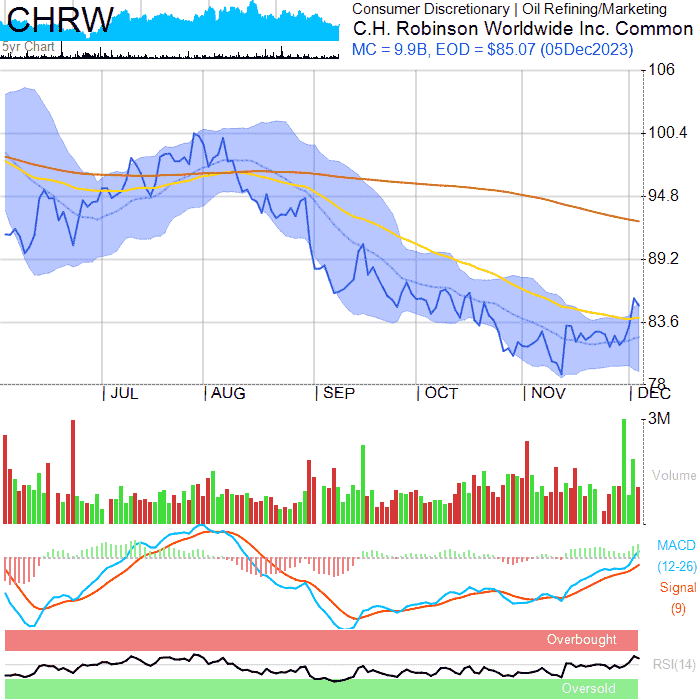 CHRW
5yr Chart
Consumer Discretionary | Oil Refining/Marketing
C.H. Robinson Worldwide Inc. Common
MC = 9.9B, EOD = $85.07 (05Dec2023)
106
100.4
94.8
89.2
83.6
78
JUL AUG SEP OCT NOV DEC
3M
Volume
MACD
(12-26)
Signal
(9)
Overbought
RSI(14)
Oversold